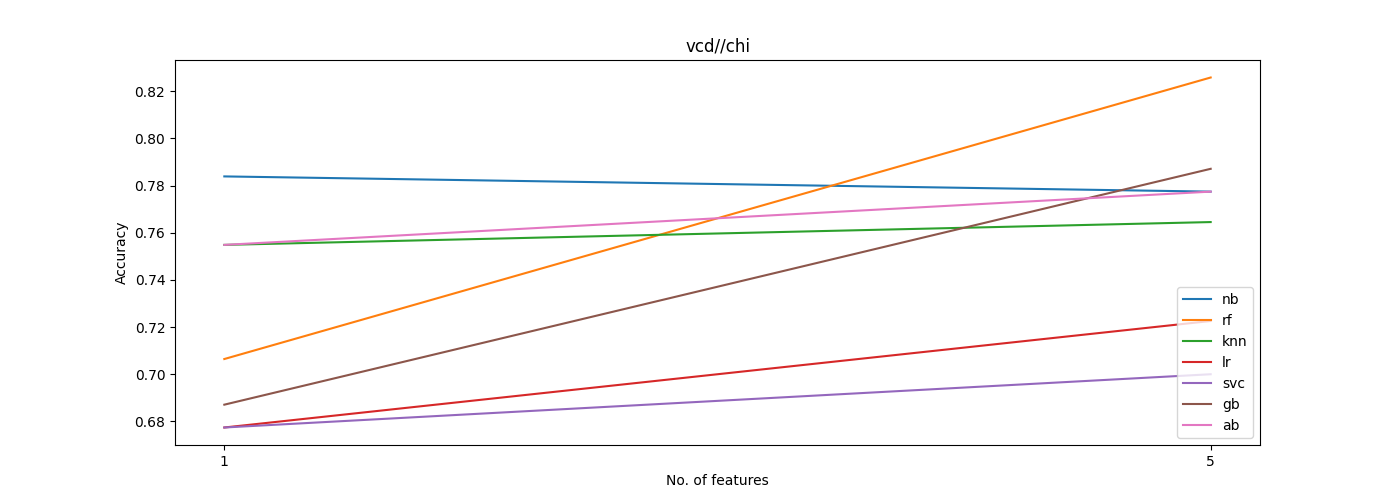 vcd//chi
0.82
0.80
0.78
0.76
0.74
0.72
0.70
0.68
Accuracy
1
5
No. of features
nb
rf
knn
lr
svc
gb
ab